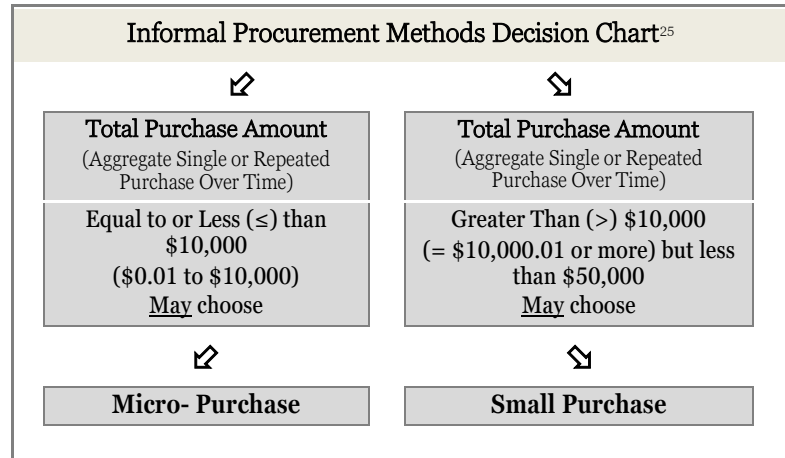 Informal Procurement Methods Decision Chart25
Total Purchase Amount
(Aggregate Single or Repeated
Purchase Over Time)
Equal to or Less (≤) than
$10,000
($0.01 to $10,000)
May choose
Micro- Purchase
Total Purchase Amount
(Aggregate Single or Repeated
Purchase Over Time)
Greater Than (>) $10,000
(= $10,000.01 or more) but less
than $50,000
May choose
Small Purchase